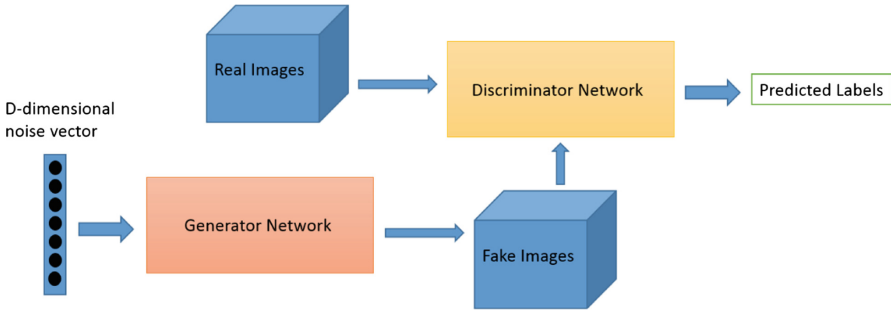 Real Images
Discriminator Network
Predicted Labels
D-dimensional
noise vector
Generator Network
Fake Images